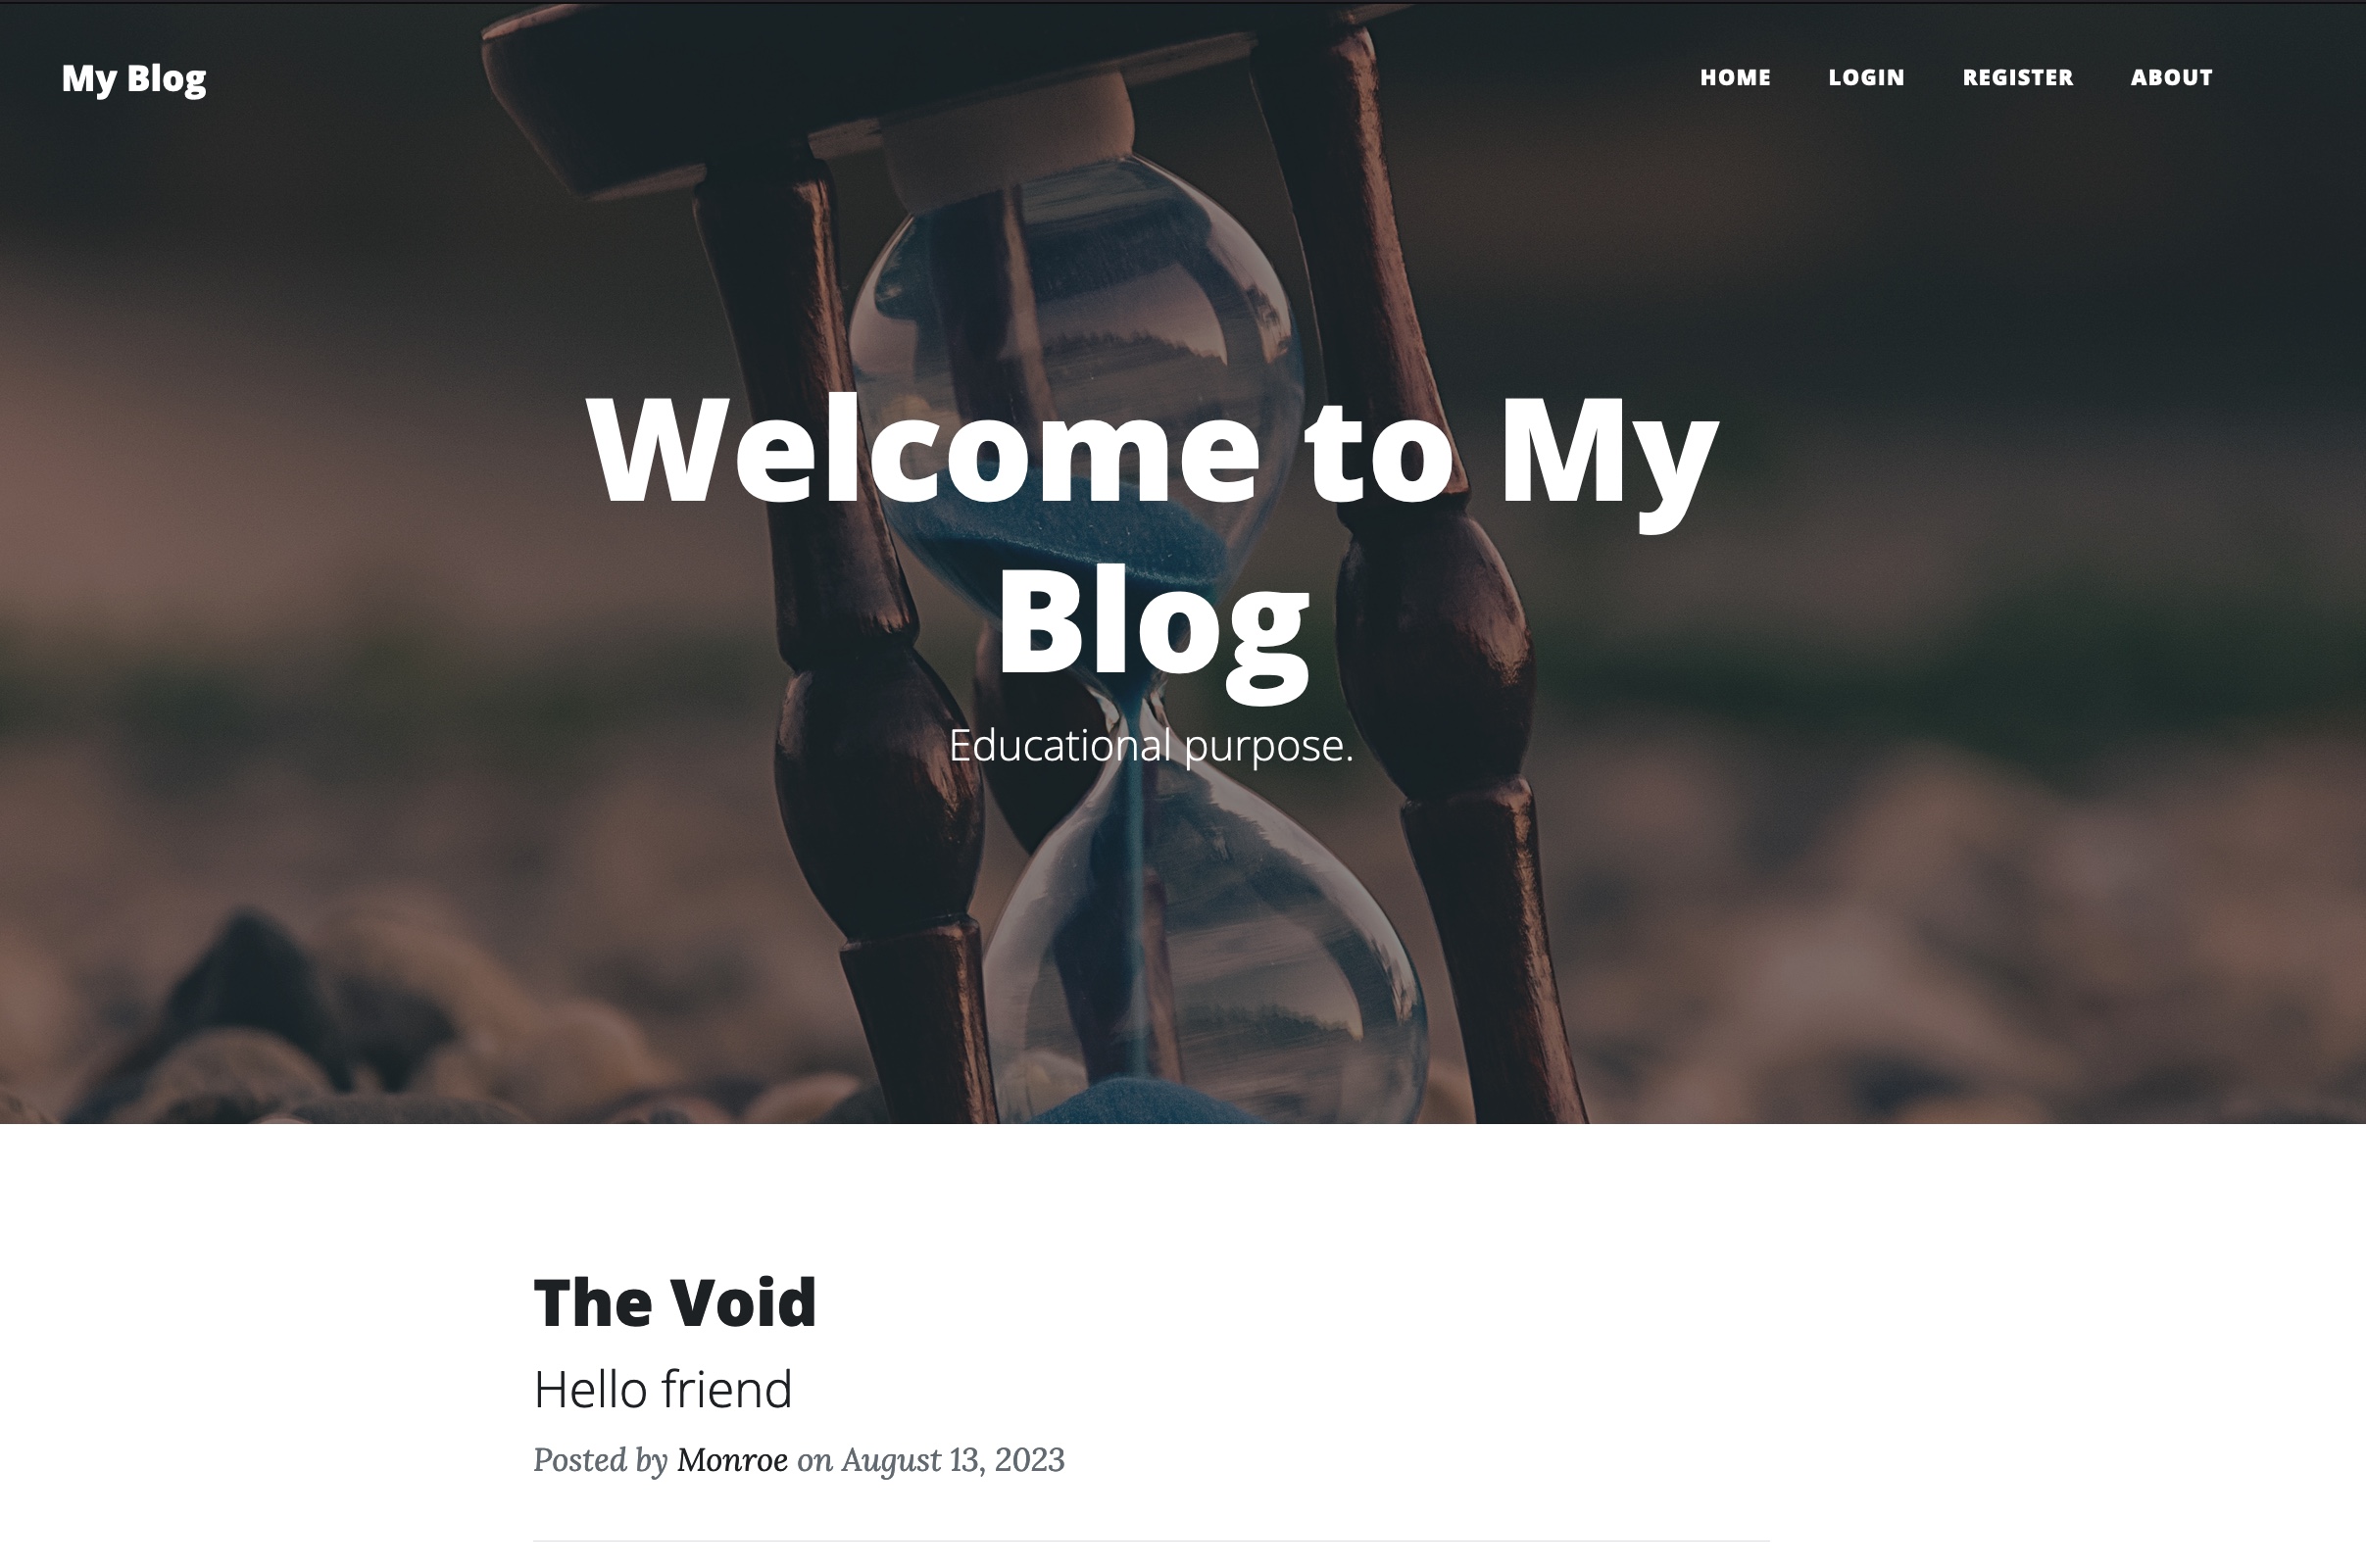 My Blog
HOME LOGIN REGISTER ABOUT
Welcome to My
Blog
Educational purpose.
The Void
Hello friend
Posted by Monroe on August 13, 2023